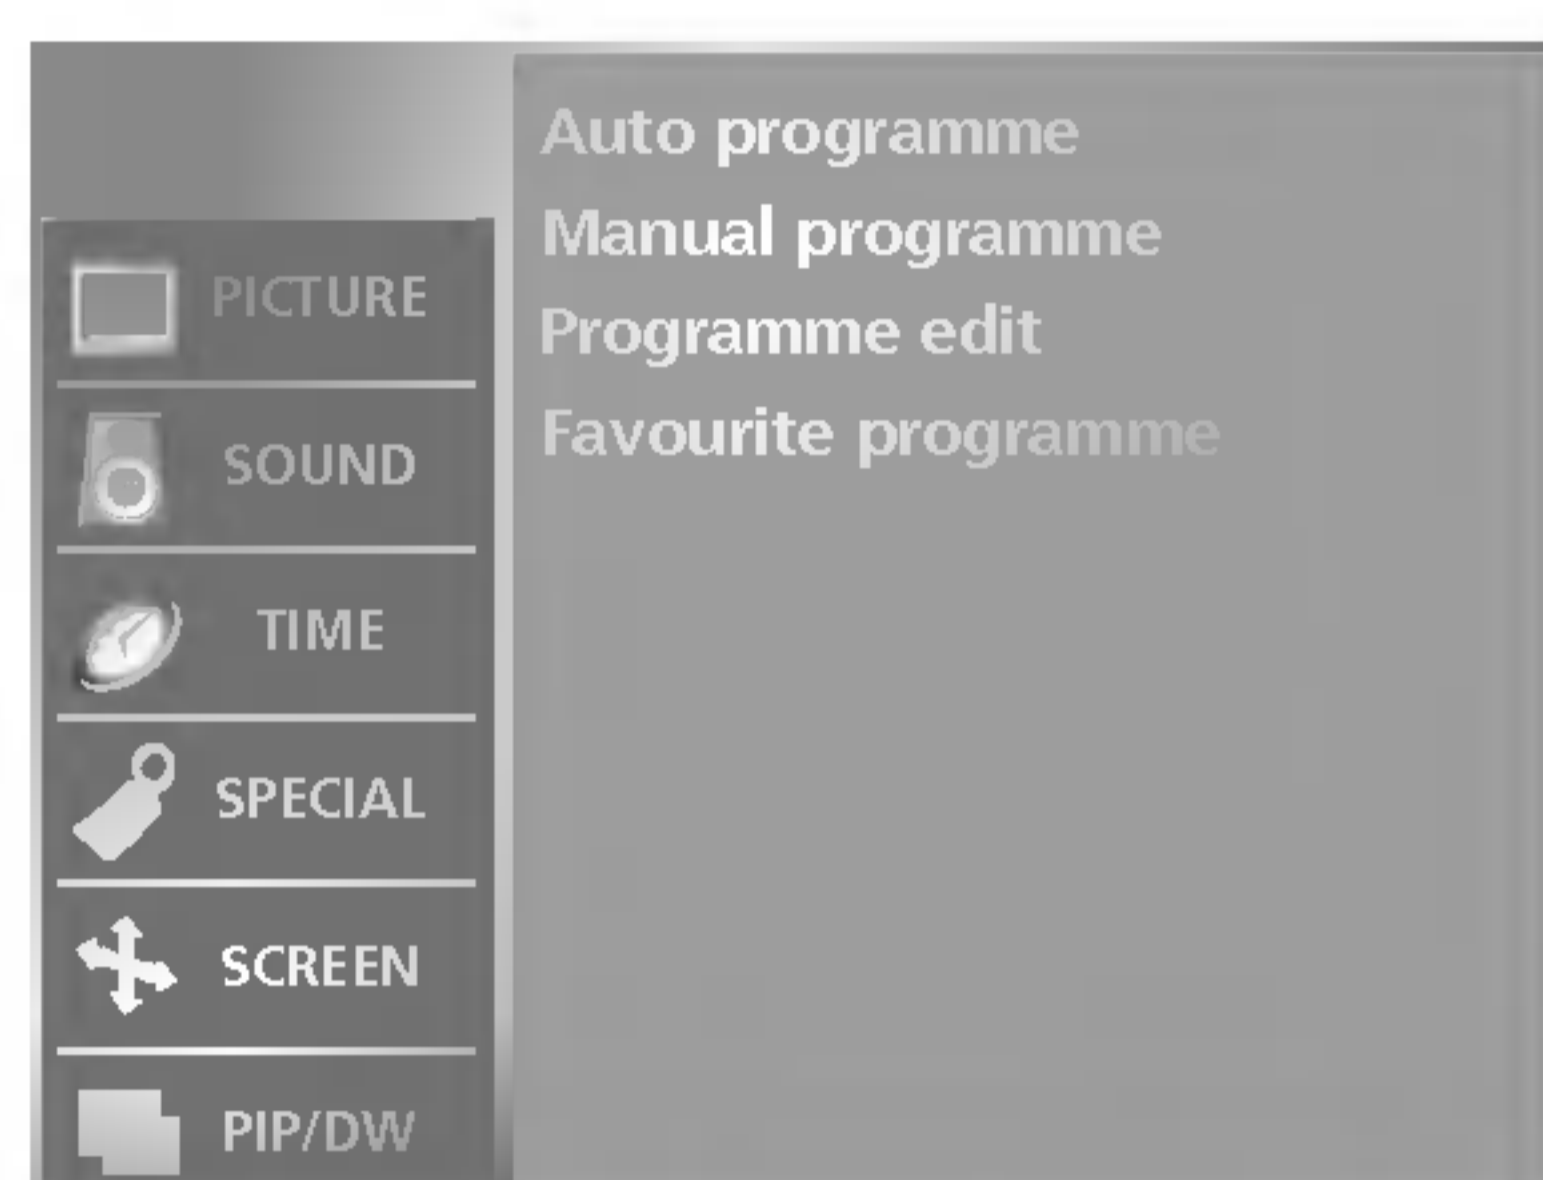 Auto programme
Manual programme
Programme edit
Favourite programme
PICTURE
SOUND
TIME
SPECIAL
SCREEN
PIP/DW